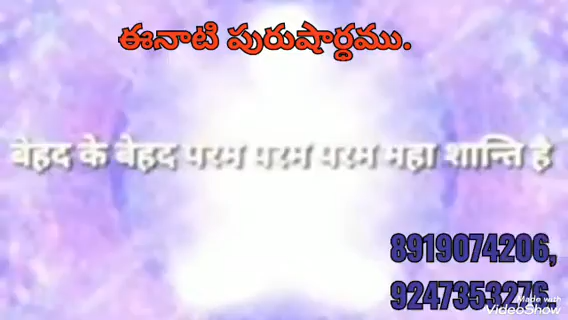 ఈనాటి పురుషార్థము.
बेहद के बेहद परम परम परम महा शान्ति है
8919074206,
9247353276.
Made with
VideoShow